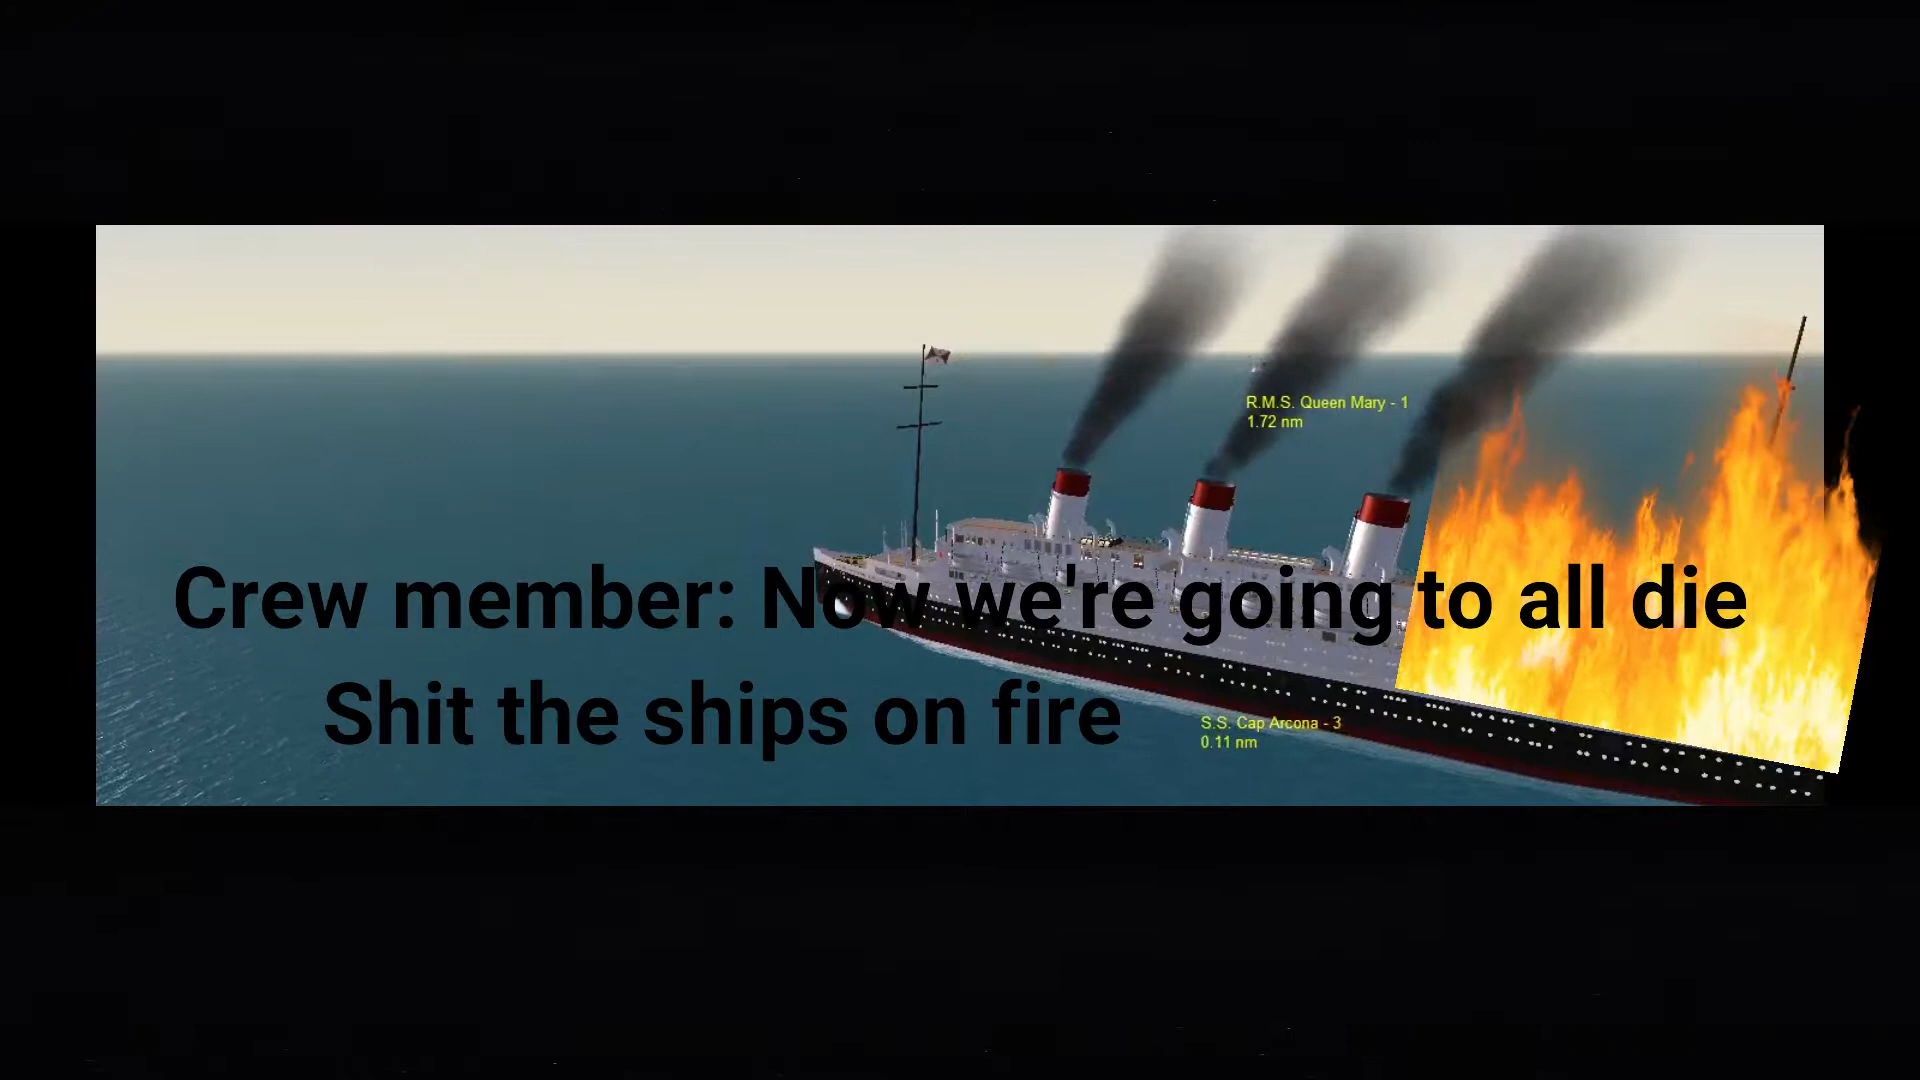 R.M.S. Queen Mary - 1
1.72 nm
Crew member: Now we're going to all die
Shit the ships on fire
S.S. Cap Arcona - 3
0.11 nm